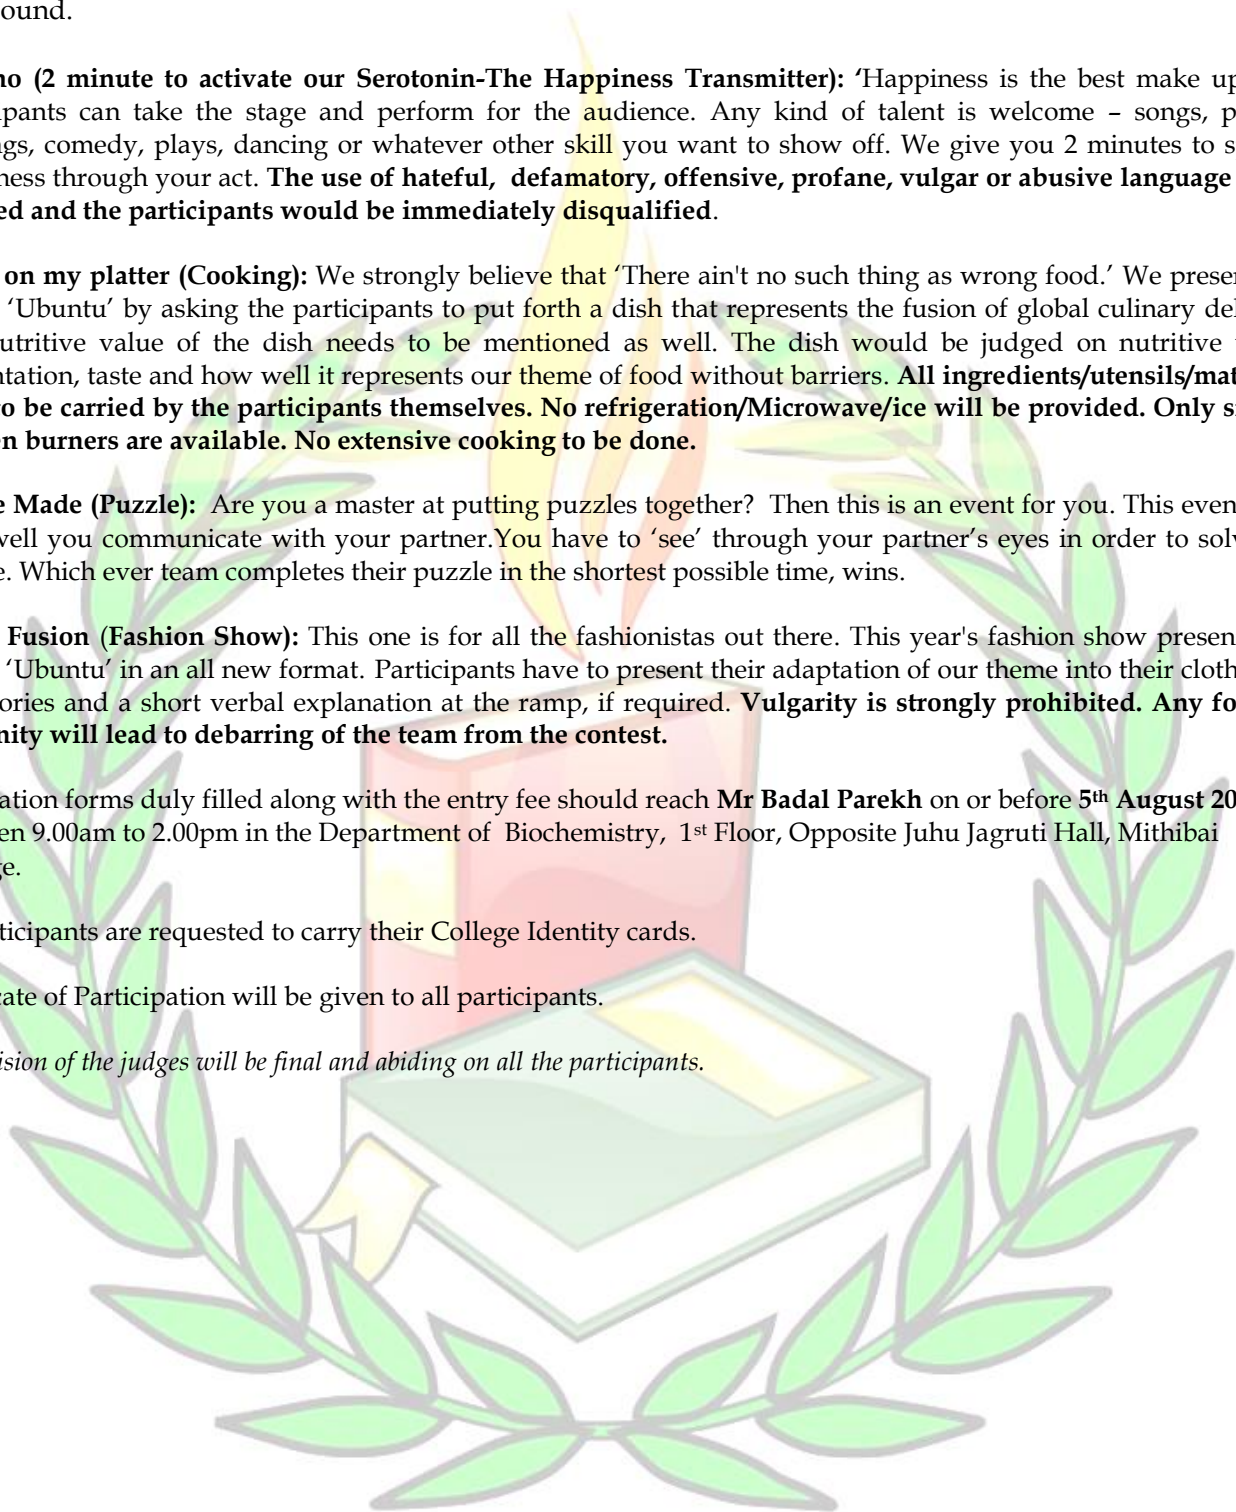 ound.
no (2 minute to activate our Serotonin-The Happiness Transmitter): ‘Happiness is the best make up
ipants can take the stage and perform for the audience. Any kind of talent is welcome – songs, p
ngs, comedy, plays, dancing or whatever other skill you want to show off. We give you 2 minutes to s
ness through your act. The use of hateful, defamatory, offensive, profane, vulgar or abusive language
ed and the participants would be immediately disqualified.
on my platter (Cooking): We strongly believe that ‘There ain't no such thing as wrong food.’ We presen
‘Ubuntu’ by asking the participants to put forth a dish that represents the fusion of global culinary del
utritive value of the dish needs to be mentioned as well. The dish would be judged on nutritive
ntation, taste and how well it represents our theme of food without barriers. All ingredients/utensils/mat
to be carried by the participants themselves. No refrigeration/Microwave/ice will be provided. Only si
en burners are available. No extensive cooking to be done.
e Made (Puzzle): Are you a master at putting puzzles together? Then this is an event for you. This even
well you communicate with your partner.You have to ‘see’ through your partner’s eyes in order to solv
e. Which ever team completes their puzzle in the shortest possible time, wins.
Fusion (Fashion Show): This one is for all the fashionistas out there. This year's fashion show presen
‘Ubuntu’ in an all new format. Participants have to present their adaptation of our theme into their cloth
ories and a short verbal explanation at the ramp, if required. Vulgarity is strongly prohibited. Any fo
nity will lead to debarring of the team from the contest.
ation forms duly filled along with the entry fee should reach Mr Badal Parekh on or before 5th August 20
en 9.00am to 2.00pm in the Department of Biochemistry, 1st Floor, Opposite Juhu Jagruti Hall, Mithibai
ge.
ticipants are requested to carry their College Identity cards.
cate of Participation will be given to all participants.
ision of the judges will be final and abiding on all the participants.